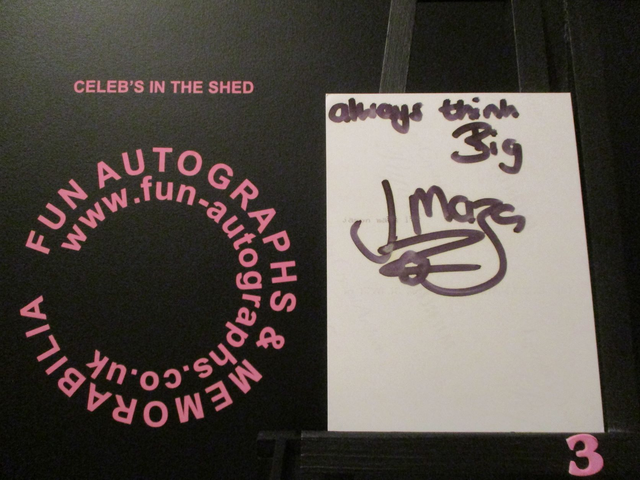 CELEB'S IN THE SHED
FUN AUTOGRAPHS & MEMORABILIA
www.fun-autographs.co.uk
always think
Big
3